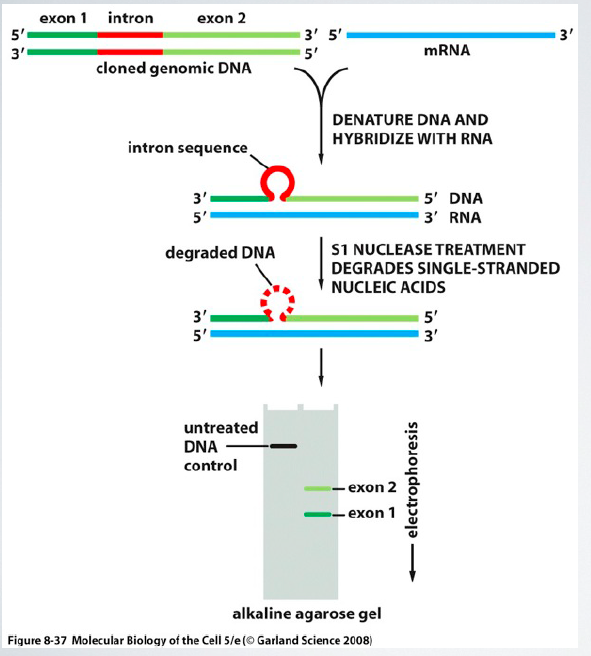 exon 1 intron exon 2
5′ 3′ 5′ 3′
3′ 5′ mRNA
cloned genomic DNA
DENATURE DNA AND
HYBRIDIZE WITH RNA
intron sequence
3′ 5′ DNA
5′ 3′ RNA
degraded DNA
S1 NUCLEASE TREATMENT
DEGRADES SINGLE-STRANDED
NUCLEIC ACIDS
3′ 5′
5′ 3′
untreated
DNA
control
exon 2
exon 1
electrophoresis
alkaline agarose gel
Figure 8-37 Molecular Biology of the Cell 5/e (© Garland Science 2008)